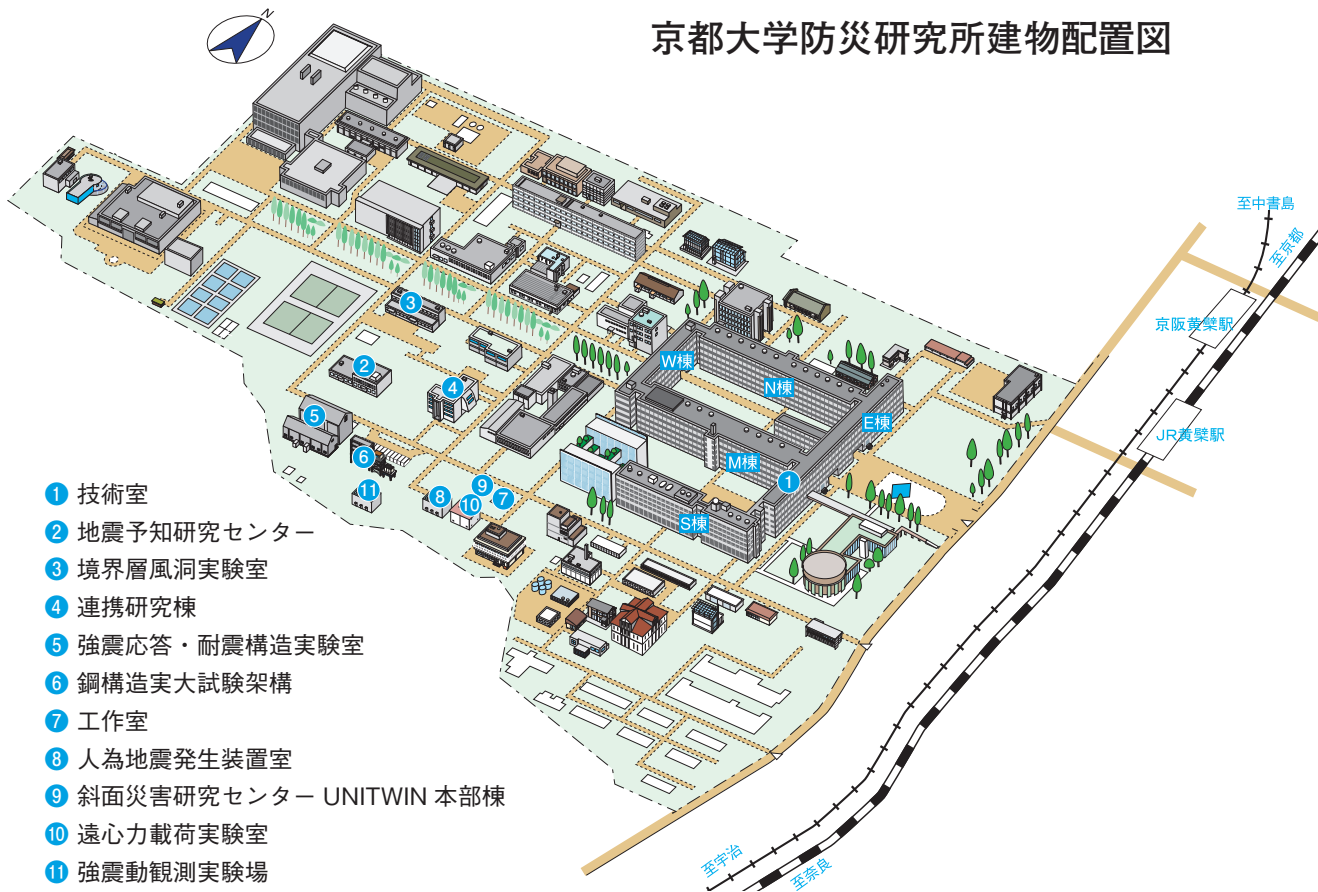 N
京都大学防災研究所建物配置図
至中書島
至京都
京阪黄檗駅
JR黄檗駅
3
W棟
2
N棟
4
5
E棟
6
M棟
9
1
11
8
7
10
S棟
1 技術室
2 地震予知研究センター
3 境界層風洞実験室
4 連携研究棟
5 強震応答・耐震構造実験室
6 鋼構造実大試験架構
7 工作室
8 人為地震発生装置室
9 斜面災害研究センター UNITWIN 本部棟
10 遠心力載荷実験室
11 強震動観測実験場
至宇治
至奈良